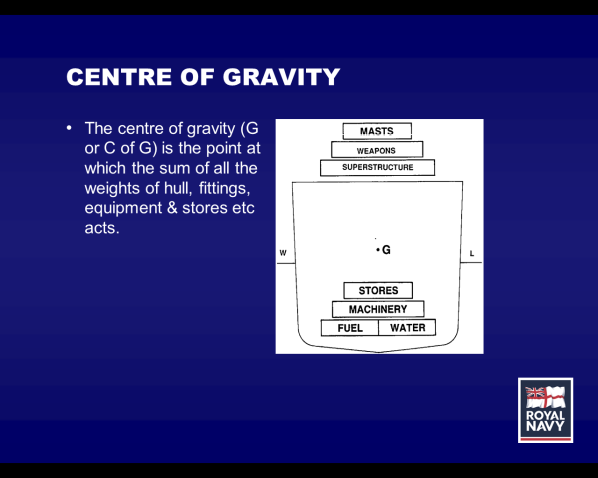 CENTRE OF GRAVITY
• The centre of gravity (G
or C of G) is the point at
which the sum of all the
weights of hull, fittings,
equipment & stores etc
acts.
MASTS
WEAPONS
SUPERSTRUCTURE
W
• G
L
STORES
MACHINERY
FUEL WATER
ROYAL
NAVY